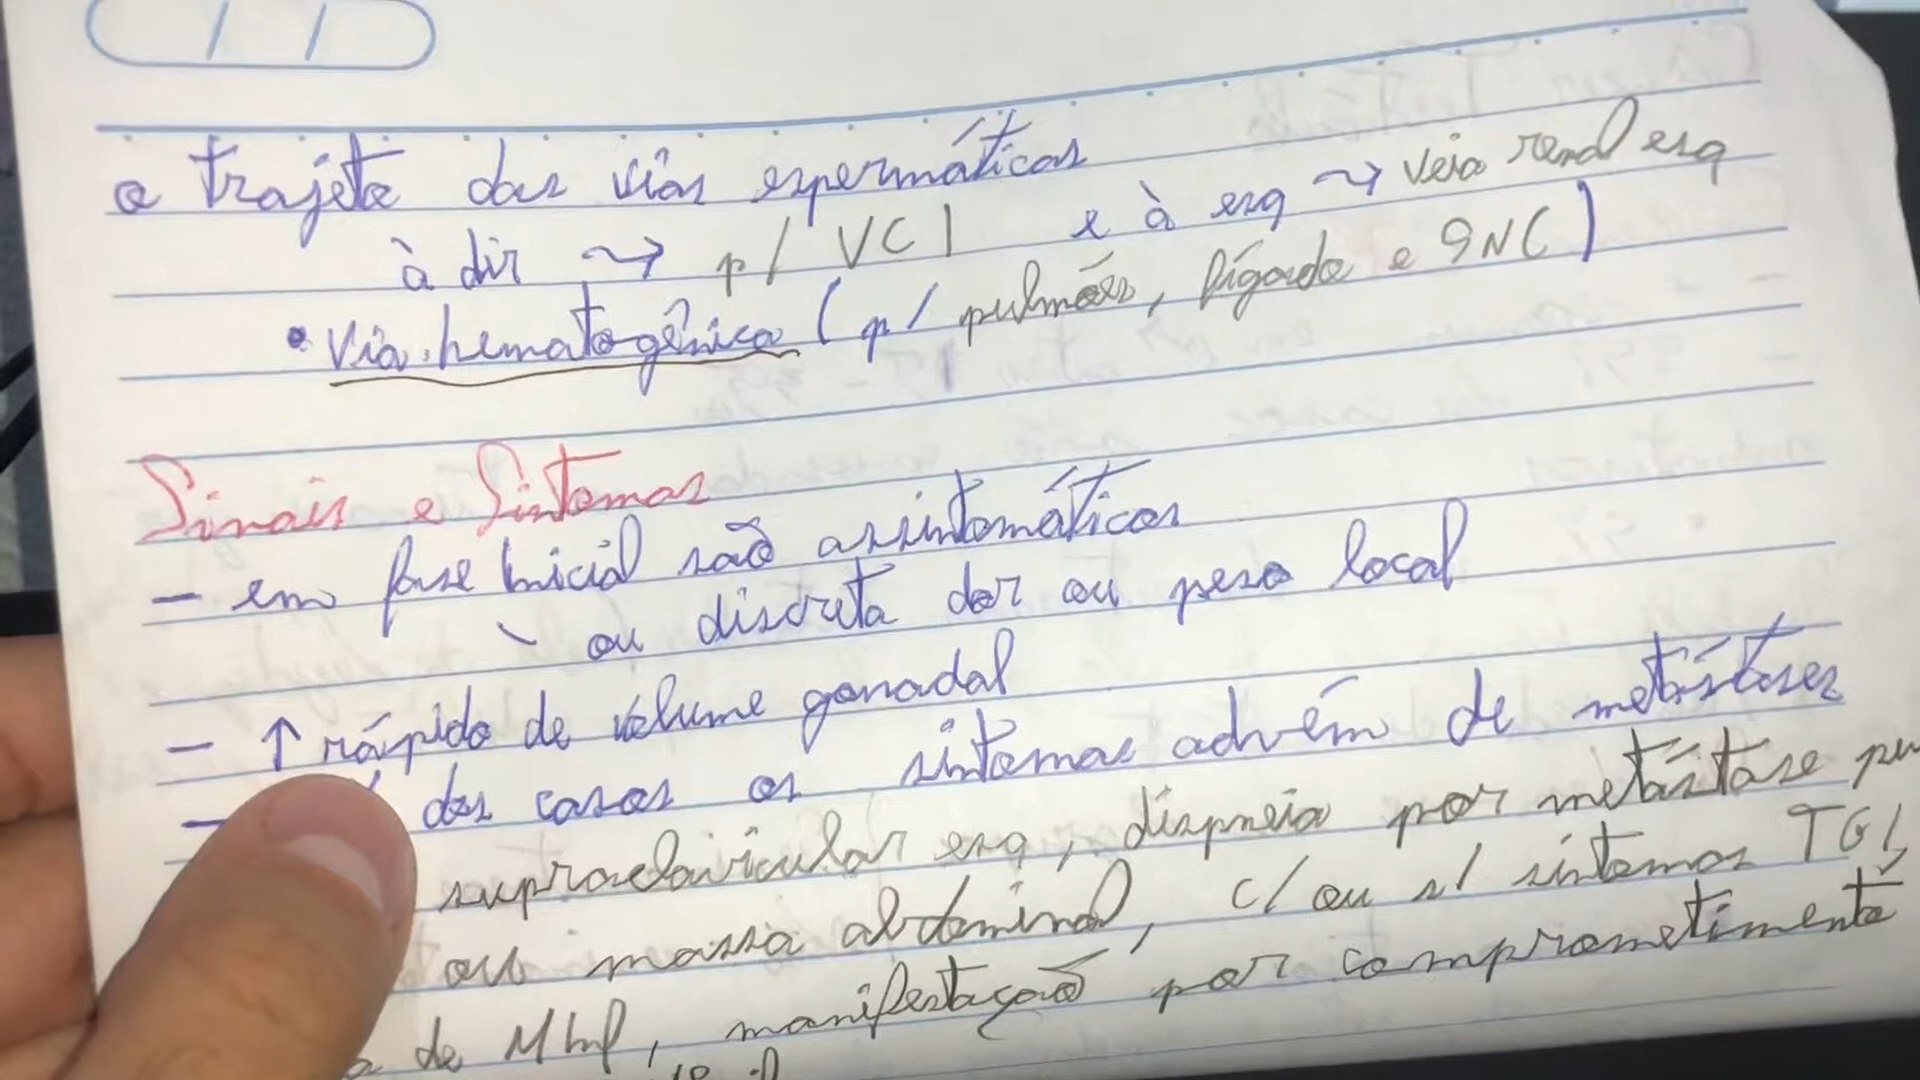 o trajeto das vias espermáticas
à dir → p/ VCI e à esq → veia renal esq
• Via hematogênica (p/ pulmões, fígado e SNC)
Sinais e Sintomas
- em fase inicial são assintomáticos
ou discreta dor ou peso local
- ↑ rápido de volume gonadal
- dos casos os sintomas advém de metástases
supraclavicular esq, dispneia por metástase
ou massa abdominal, c/ ou s/ sintomas TGI,
de MMII, manifestação por comprometimento